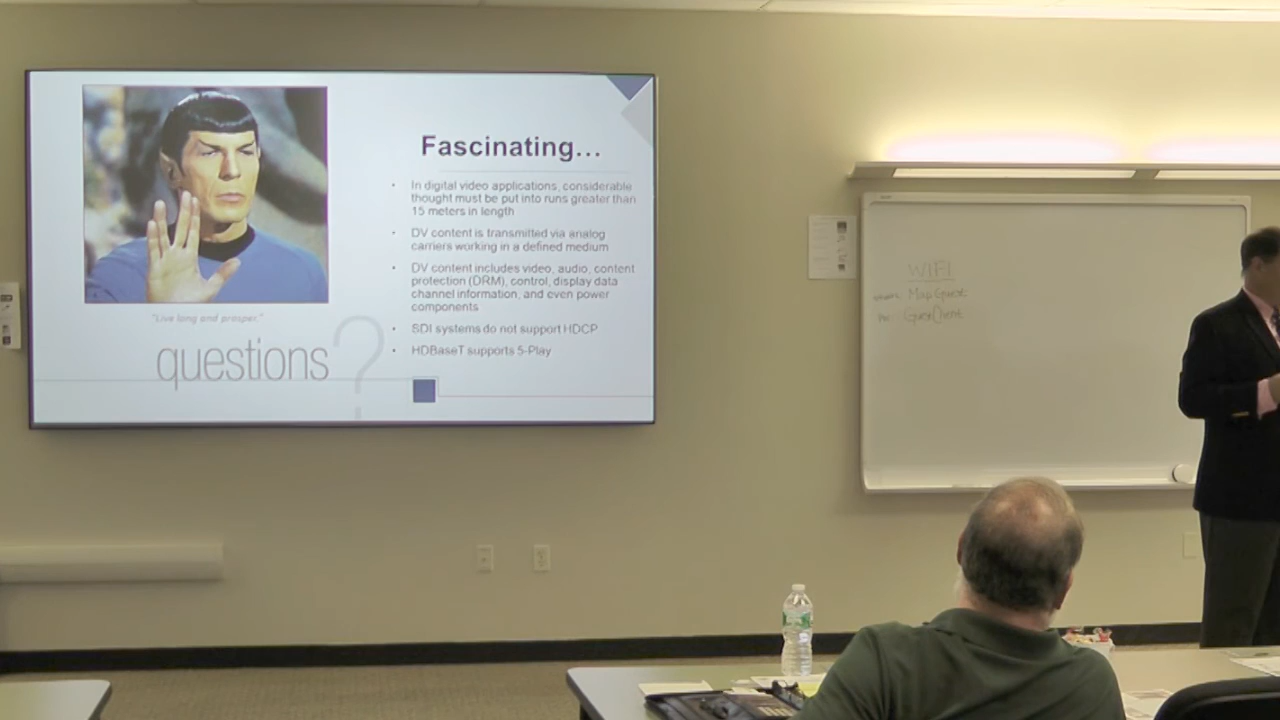 Fascinating...
• In digital video applications, considerable
thought must be put into runs greater than
15 meters in length
• DV content is transmitted via analog
carriers working in a defined medium
• DV content includes video, audio, content
protection (DRM), control, display data
channel information, and even power
components
• SDI systems do not support HDCP
• HDBaseT supports 5-Play
"Live long and prosper."
questions?
WIFI